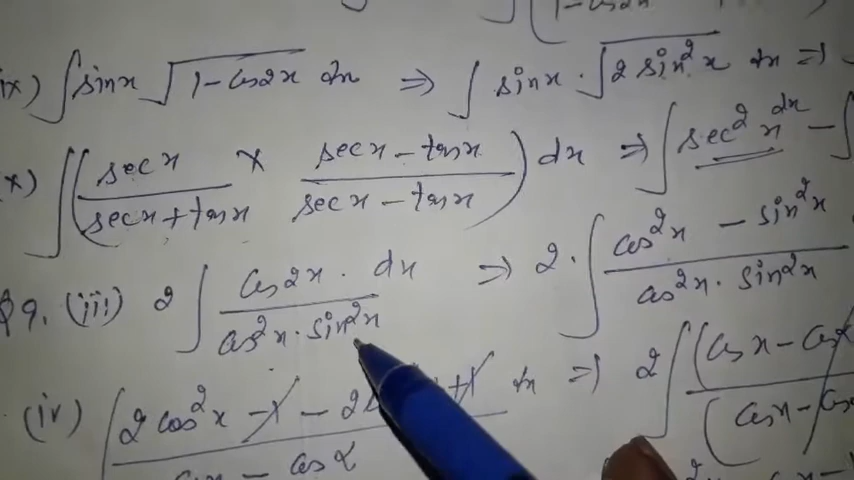 ix) ∫ sinx √(1 - cos2x) dx ⇒ ∫ sinx · √(2 sin²x) dx ⇒
x) ∫ (secx / (secx + tanx) × (secx - tanx) / (secx - tanx)) dx ⇒ ∫ sec²x dx - ∫
Q9. (iii) 2 ∫ cos2x · dx / (cos²x · sin²x) ⇒ 2 · ∫ (cos²x - sin²x) / (cos²x · sin²x)
(iv) ∫ (2cos²x - 1 - 2 + 1) dx / - cosα ⇒ 2 ∫ (cosx - cosα / (cosx - cos